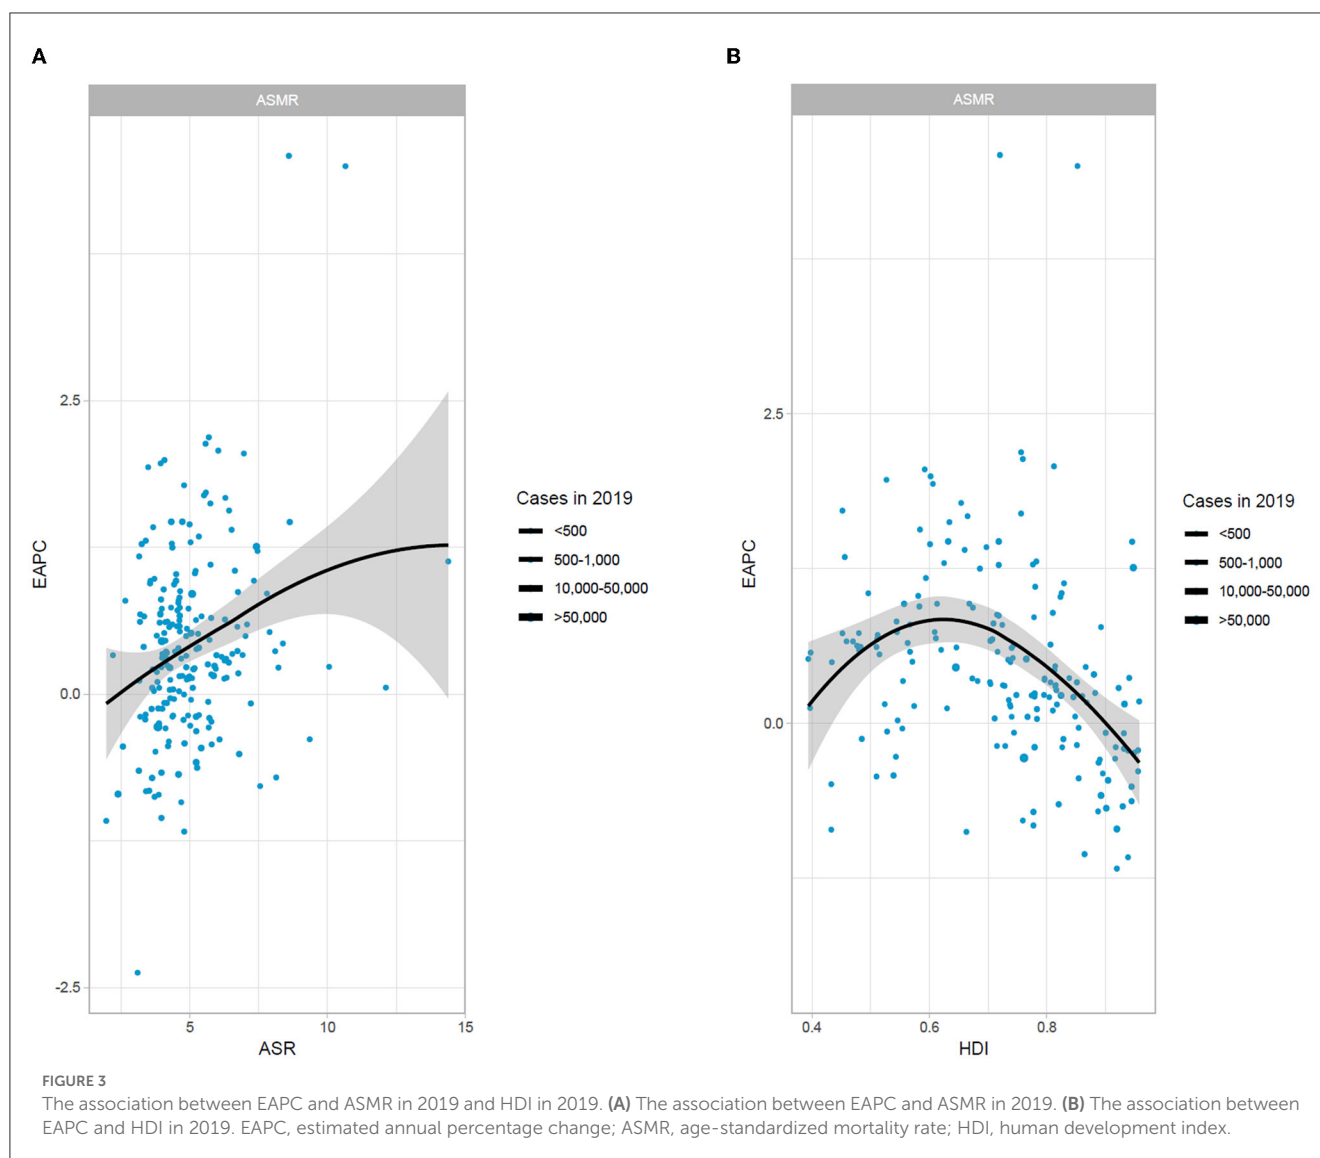 A
ASMR
EAPC
2.5
0.0
-2.5
5
10
15
ASR
Cases in 2019
<500
500-1,000
10,000-50,000
>50,000
B
ASMR
EAPC
2.5
0.0
0.4
0.6
0.8
HDI
Cases in 2019
<500
500-1,000
10,000-50,000
>50,000
FIGURE 3
The association between EAPC and ASMR in 2019 and HDI in 2019. (A) The association between EAPC and ASMR in 2019. (B) The association between
EAPC and HDI in 2019. EAPC, estimated annual percentage change; ASMR, age-standardized mortality rate; HDI, human development index.